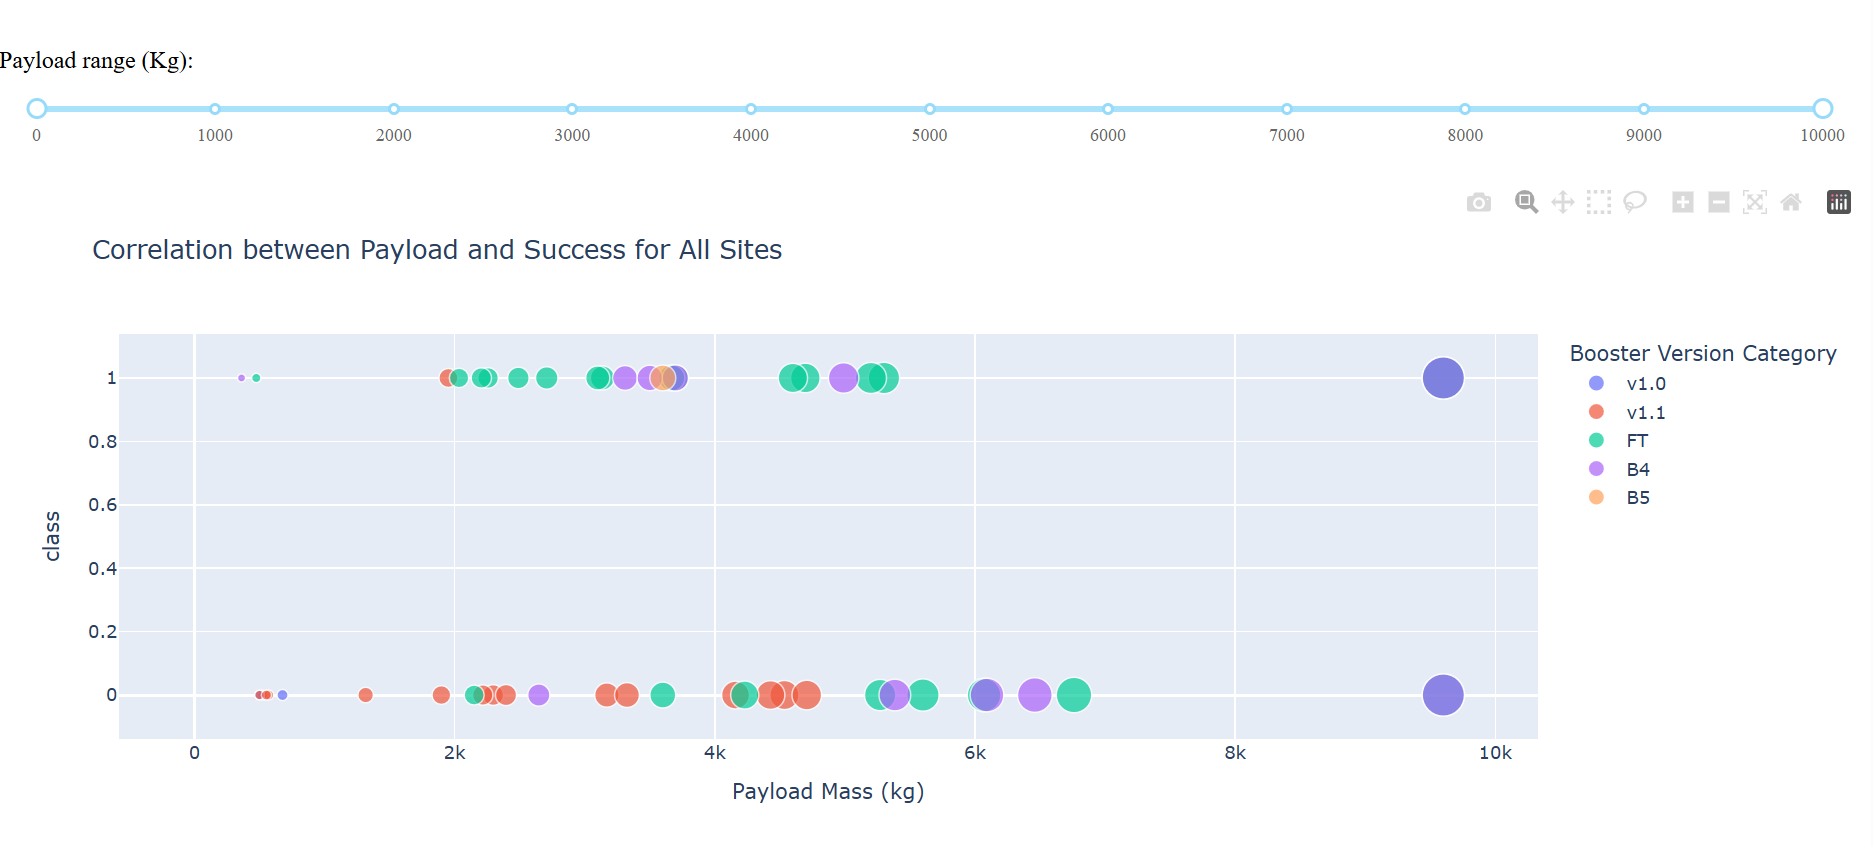 Payload range (Kg):
0 1000 2000 3000 4000 5000 6000 7000 8000 9000 10000
Correlation between Payload and Success for All Sites
Booster Version Category
v1.0
v1.1
FT
B4
B5
1
0.8
0.6
0.4
0.2
0
class
0 2k 4k 6k 8k 10k
Payload Mass (kg)